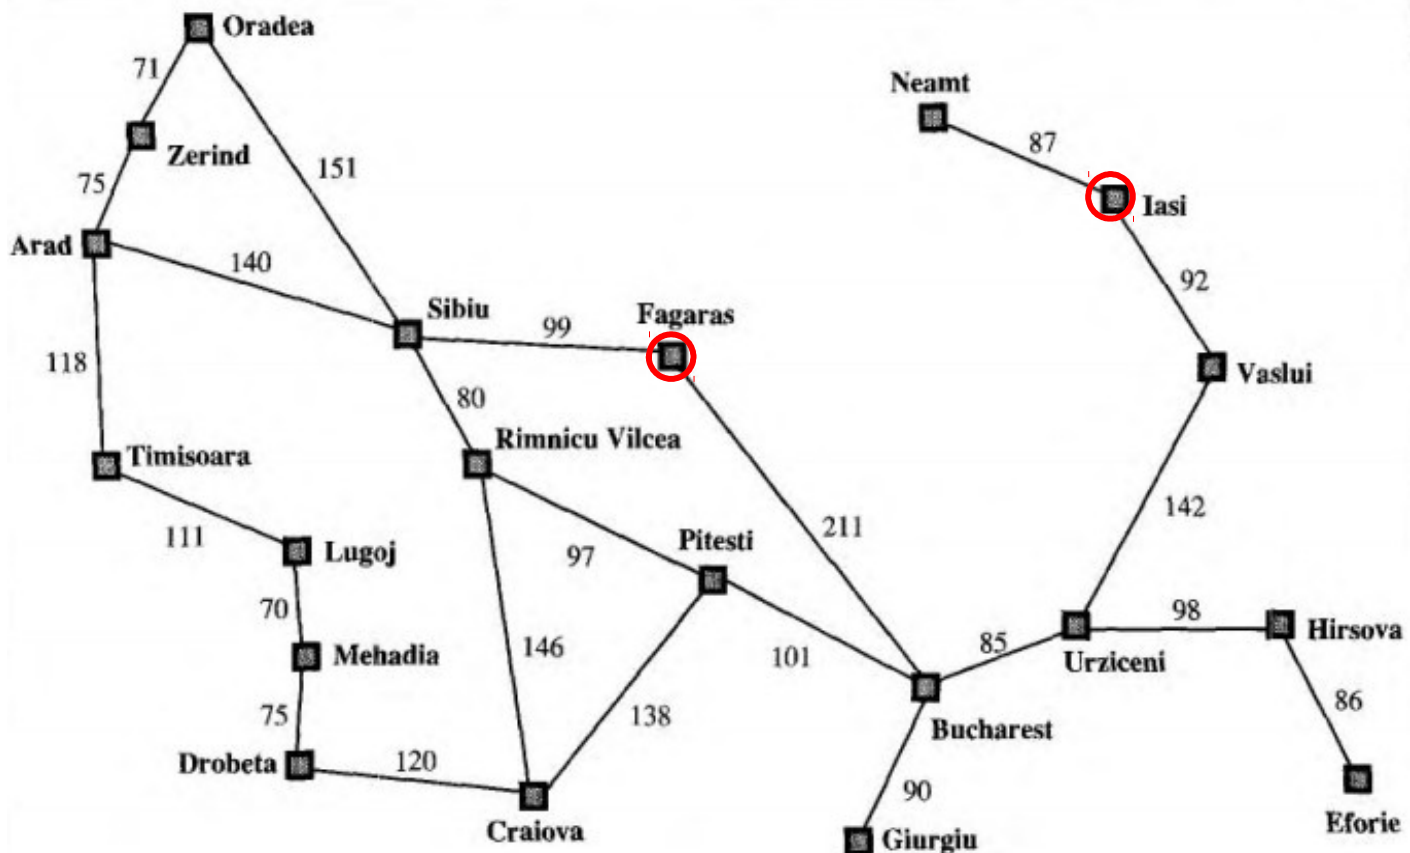 Oradea
71
Neamt
87
Zerind
151
75
Iasi
Arad
140
92
Sibiu
Fagaras
99
118
Vaslui
80
Rimnicu Vilcea
Timisoara
142
111
211
Pitesti
Lugoj
97
70
98
Hirsova
85
146
101
Mehadia
Urziceni
86
75
138
Bucharest
Drobeta
120
90
Eforie
Craiova
Giurgiu